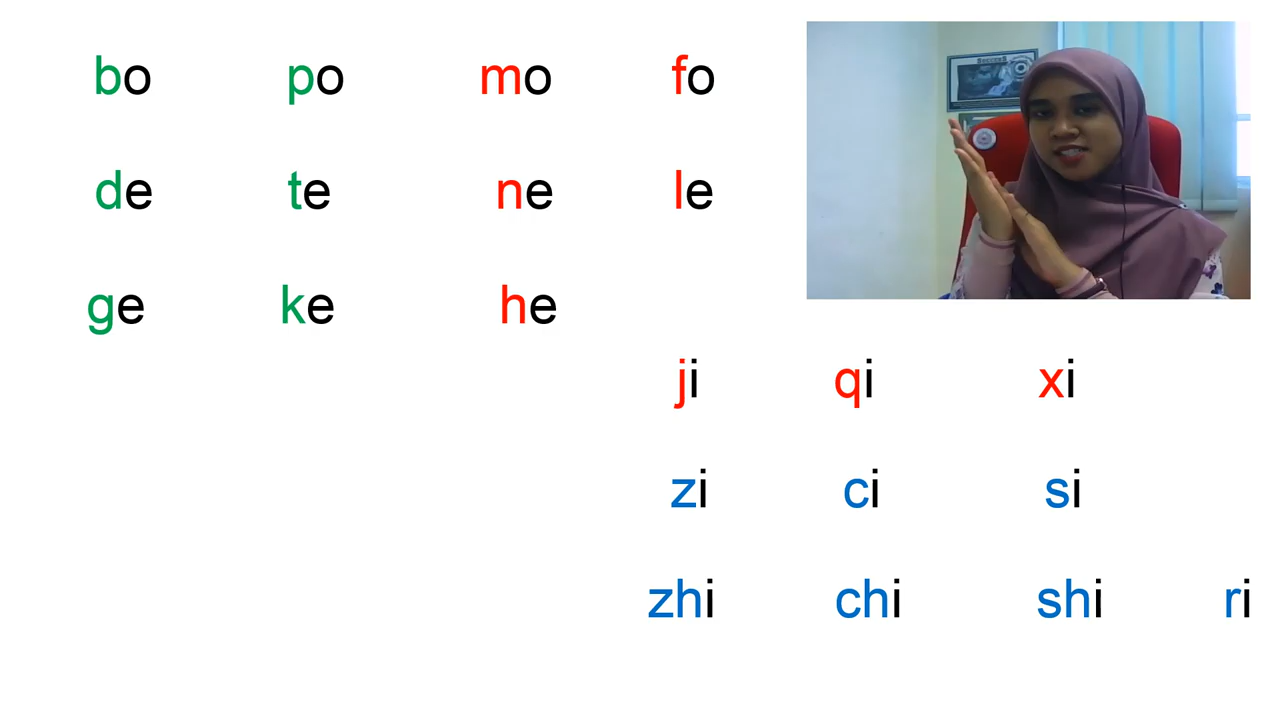 bo po mo fo
de te ne le
ge ke he
ji qi xi
zi ci si
zhi chi shi ri